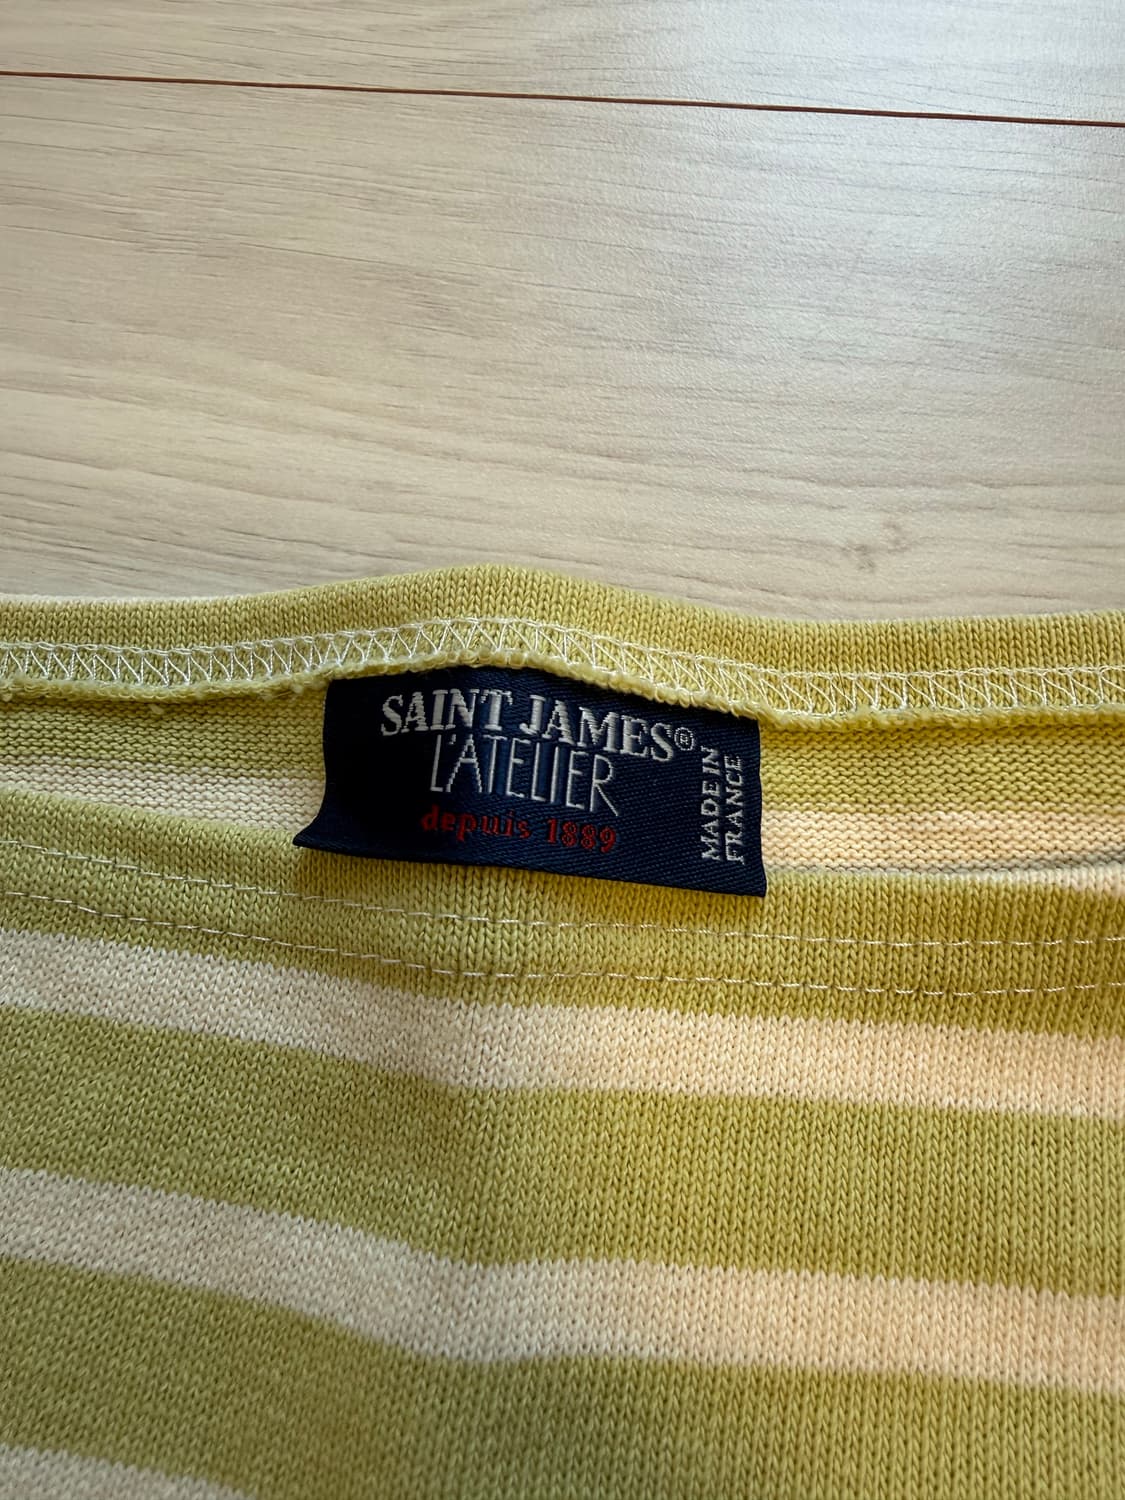 SAINT JAMES®
L'ATELIER
depuis 1889
MADE IN
FRANCE